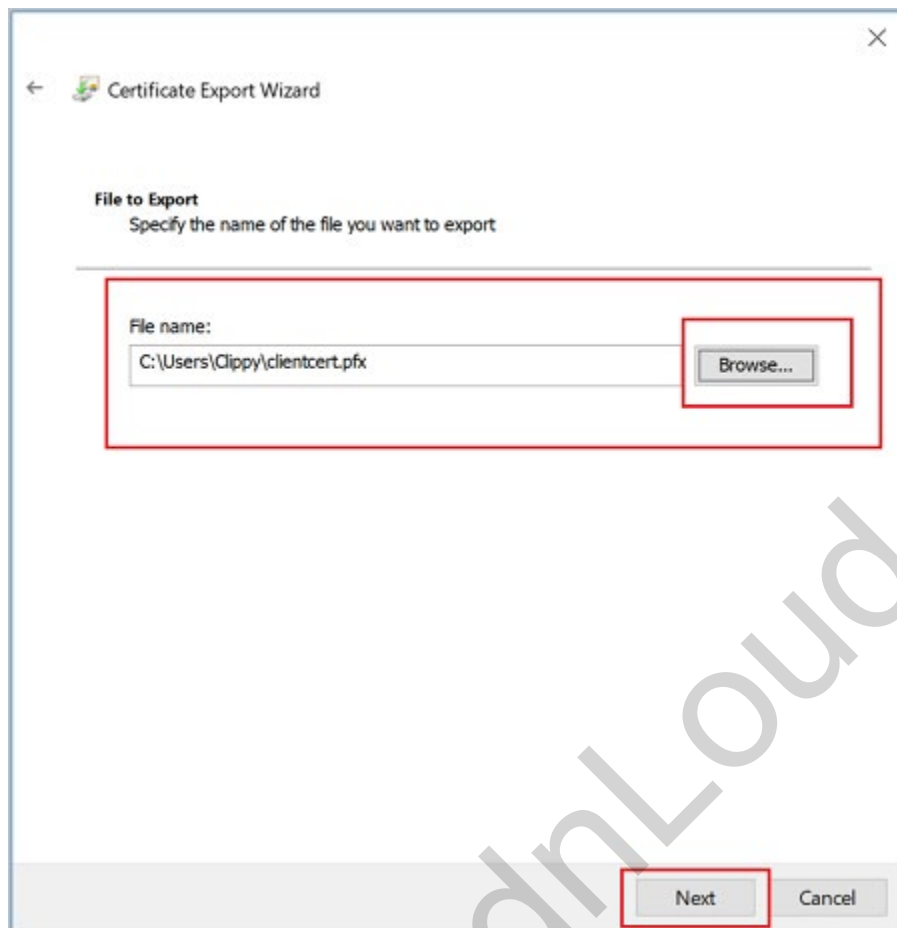 Certificate Export Wizard
File to Export
Specify the name of the file you want to export
File name:
C:\Users\Clippy\clientcert.pfx
Browse...
Next
Cancel